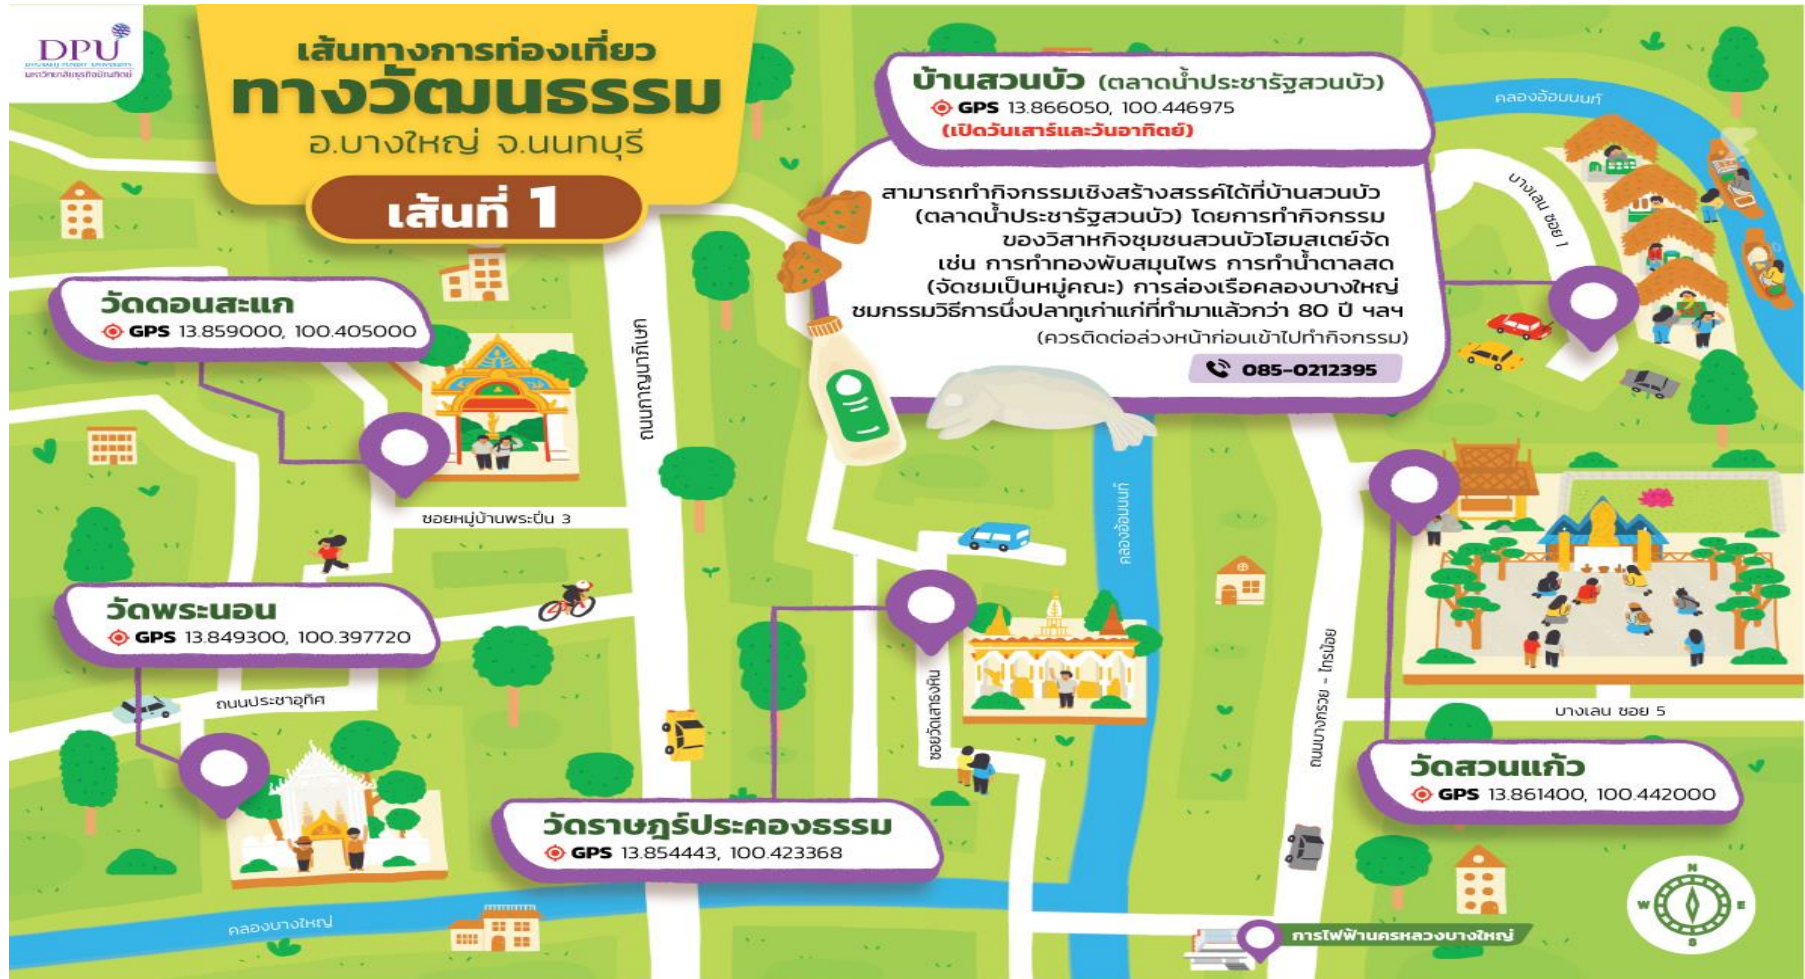 DPU
มหาวิทยาลัยธุรกิจบัณฑิตย์
เส้นทางการท่องเที่ยว
ทางวัฒนธรรม
อ.บางใหญ่ จ.นนทบุรี
เส้นที่ 1
บ้านสวนบัว (ตลาดน้ำประชารัฐสวนบัว)
GPS 13.866050, 100.446975
(เปิดวันเสาร์และวันอาทิตย์)
สามารถทำกิจกรรมเชิงสร้างสรรค์ได้ที่บ้านสวนบัว
(ตลาดน้ำประชารัฐสวนบัว) โดยการทำกิจกรรม
ของวิสาหกิจชุมชนสวนบัวโฮมสเตย์จัด
เช่น การทำทองพับสมุนไพร การทำน้ำตาลสด
(จัดชมเป็นหมู่คณะ) การล่องเรือคลองบางใหญ่
ชมกรรมวิธีการนึ่งปลาทูเก่าแก่ที่ทำมาแล้วกว่า 80 ปี ฯลฯ
(ควรติดต่อล่วงหน้าก่อนเข้าไปทำกิจกรรม)
085-0212395
คลองอ้อมนนท์
บางเลน ซอย 1
วัดดอนสะแก
GPS 13.859000, 100.405000
ถนนกาญจนาภิเษก
ซอยหมู่บ้านพระปิ่น 3
คลองอ้อมนนท์
วัดพระนอน
GPS 13.849300, 100.397720
ถนนประชาอุทิศ
ซอยวัดเสาธงหิน
ถนนบางกรวย - ไทรน้อย
บางเลน ซอย 5
วัดสวนแก้ว
GPS 13.861400, 100.442000
วัดราษฎร์ประคองธรรม
GPS 13.854443, 100.423368
คลองบางใหญ่
การไฟฟ้านครหลวงบางใหญ่
N
W E
S